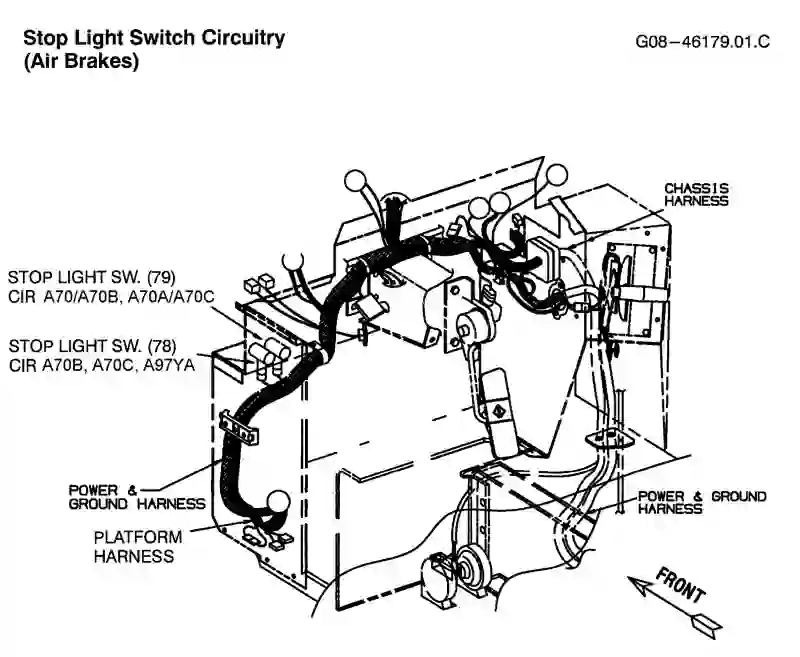 Stop Light Switch Circuitry
(Air Brakes)
G08-46179.01.C
CHASSIS
HARNESS
STOP LIGHT SW. (79)
CIR A70/A70B, A70A/A70C
STOP LIGHT SW. (78)
CIR A70B, A70C, A97YA
POWER &
GROUND HARNESS
PLATFORM
HARNESS
POWER & GROUND
HARNESS
FRONT